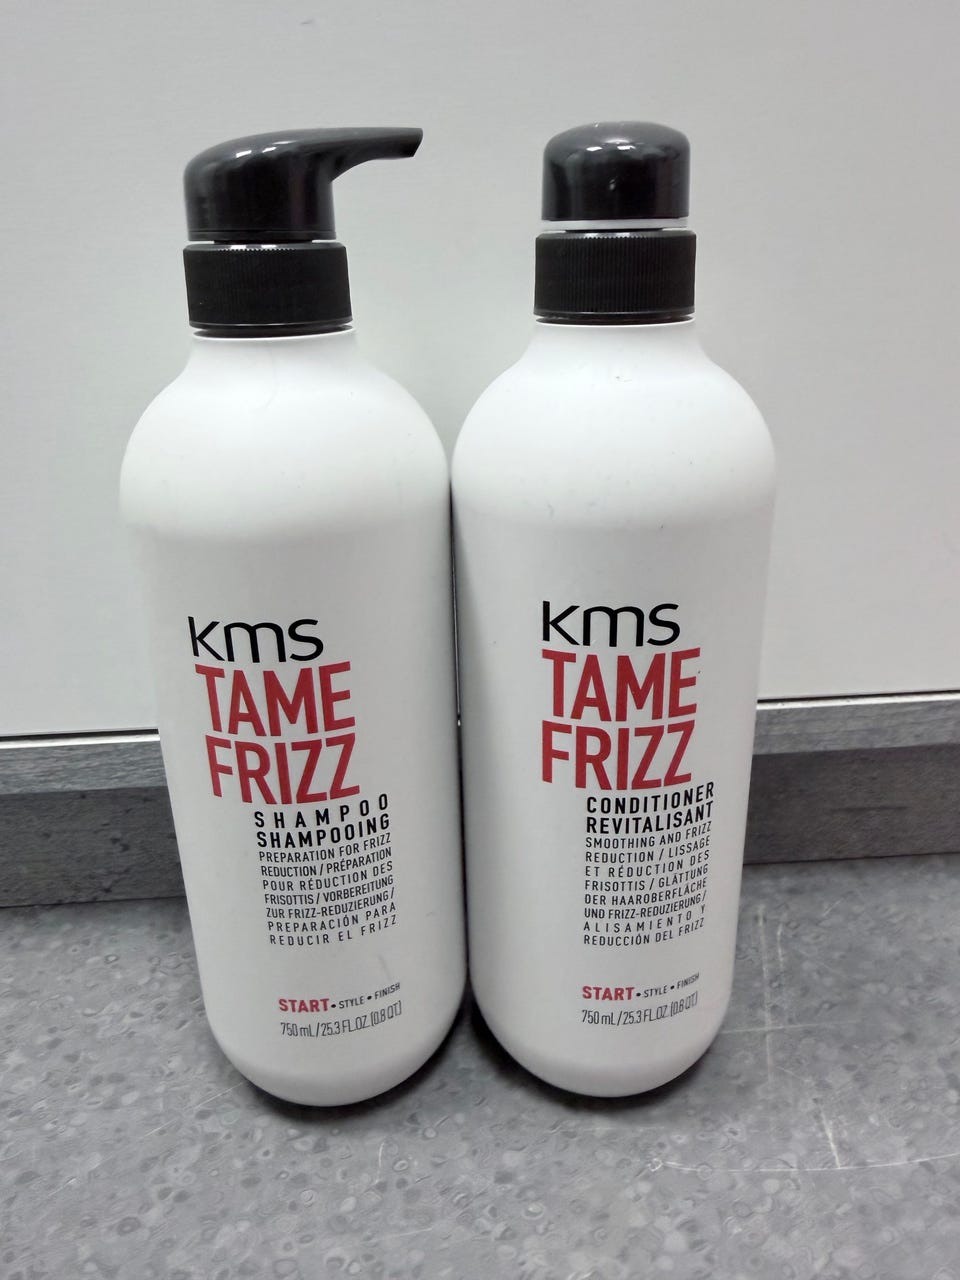 kms
TAME
FRIZZ
SHAMPOO
SHAMPOOING
PREPARATION FOR FRIZZ
REDUCTION / PRÉPARATION
POUR RÉDUCTION DES
FRISOTTIS / VORBEREITUNG
ZUR FRIZZ-REDUZIERUNG /
PREPARACIÓN PARA
REDUCIR EL FRIZZ
START • STYLE • FINISH
750 mL / 25.3 FL.OZ. (0.8 QT)
kms
TAME
FRIZZ
CONDITIONER
REVITALISANT
SMOOTHING AND FRIZZ
REDUCTION / LISSAGE
ET RÉDUCTION DES
FRISOTTIS / GLÄTTUNG
DER HAAROBERFLÄCHE
UND FRIZZ-REDUZIERUNG /
ALISAMIENTO Y
REDUCCIÓN DEL FRIZZ
START • STYLE • FINISH
750 mL / 25.3 FL.OZ. (0.8 QT)